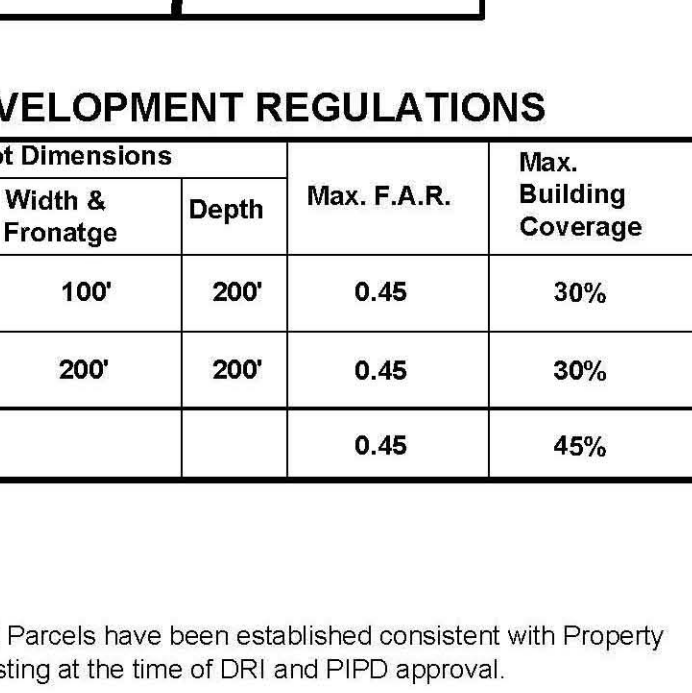 VELOPMENT REGULATIONS
ot Dimensions
Width &
Fronatge
Depth
Max. F.A.R.
Max.
Building
Coverage
100' 200' 0.45 30%
200' 200' 0.45 30%
0.45 45%
Parcels have been established consistent with Property
sting at the time of DRI and PIPD approval.